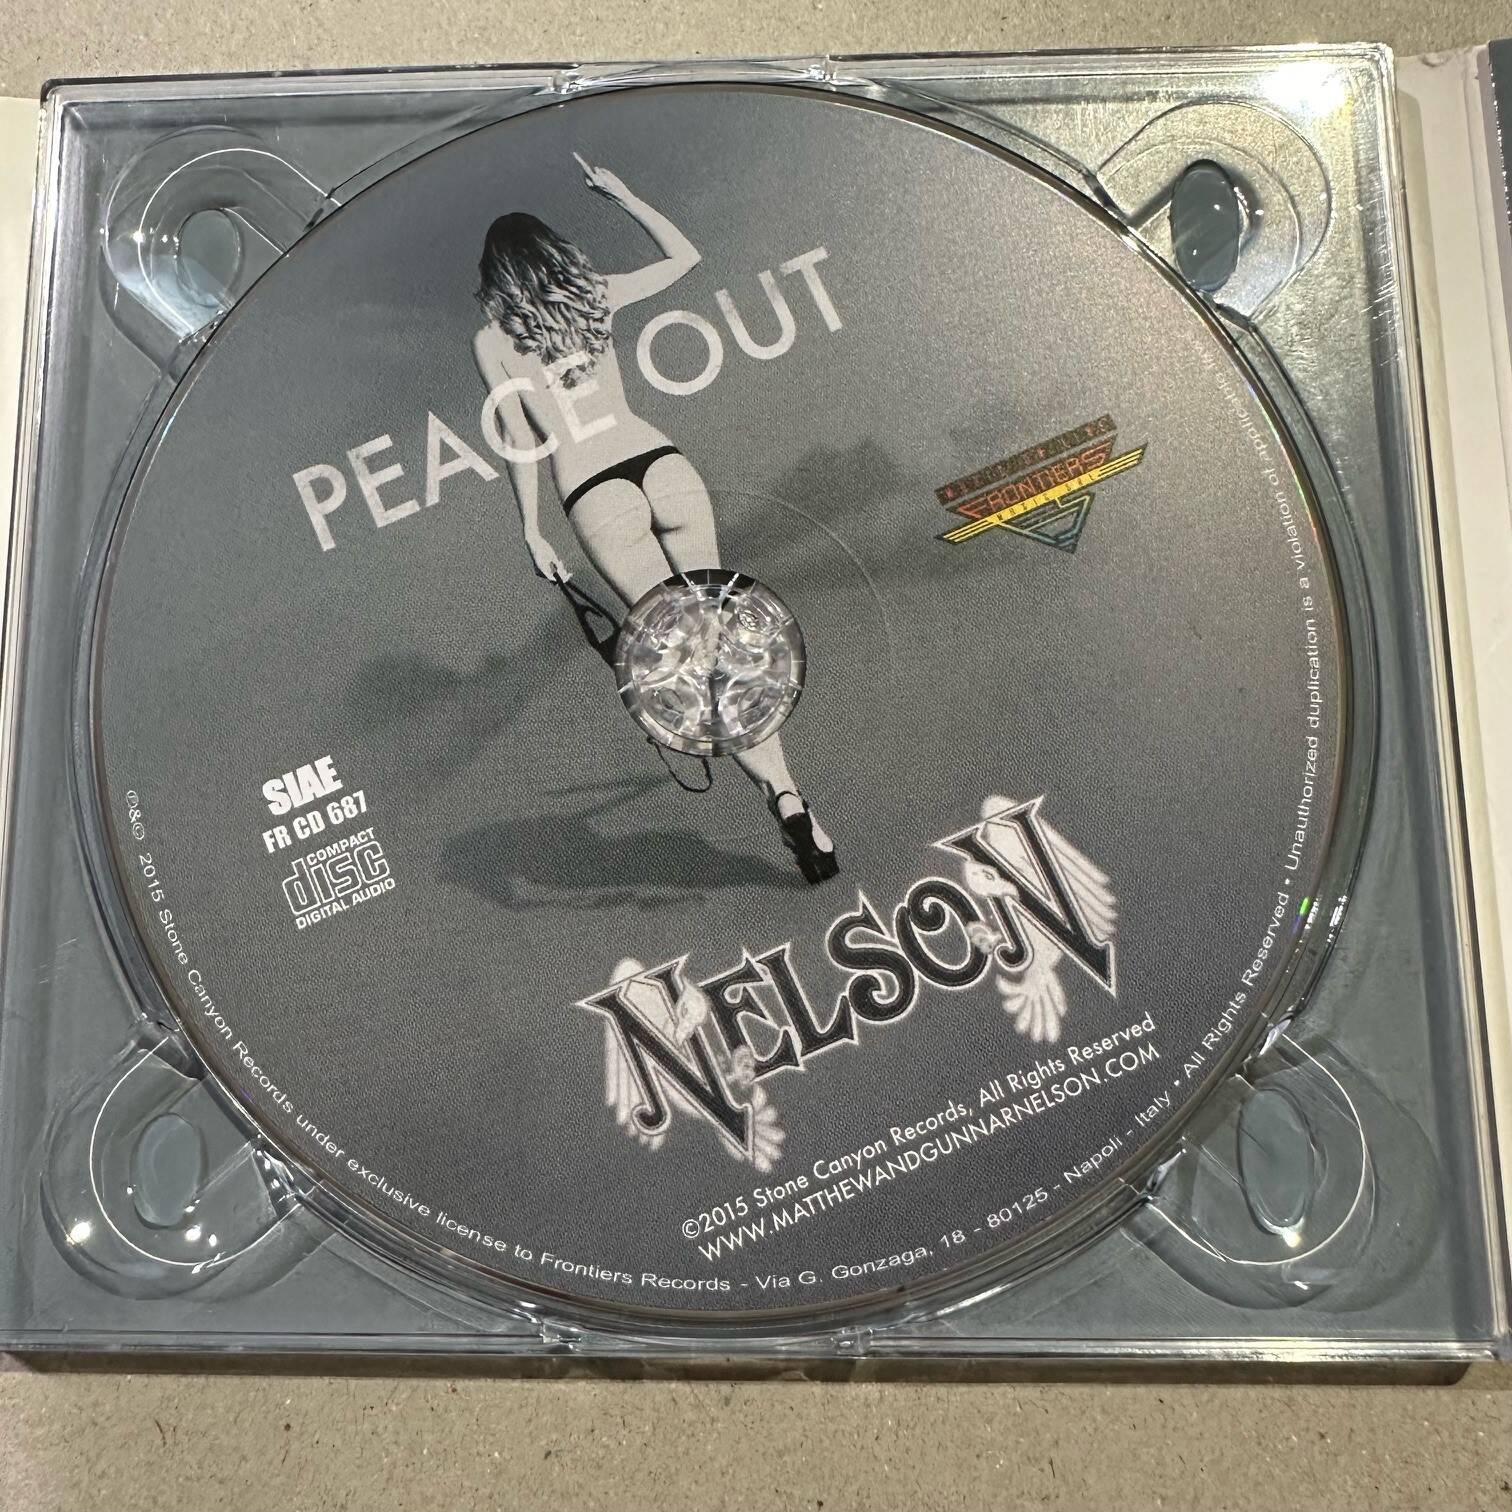 PEACE OUT
FRONTIERS
MUSIC SRL
SIAE
FR CD 687
COMPACT
disc
DIGITAL AUDIO
NELSON
©2015 Stone Canyon Records, All Rights Reserved
WWW.MATTHEWANDGUNNARNELSON.COM
℗&© 2015 Stone Canyon Records under exclusive license to Frontiers Records - Via G. Gonzaga, 18 - 80125 - Napoli - Italy • All Rights Reserved • Unauthorized duplication is a violation of applicable